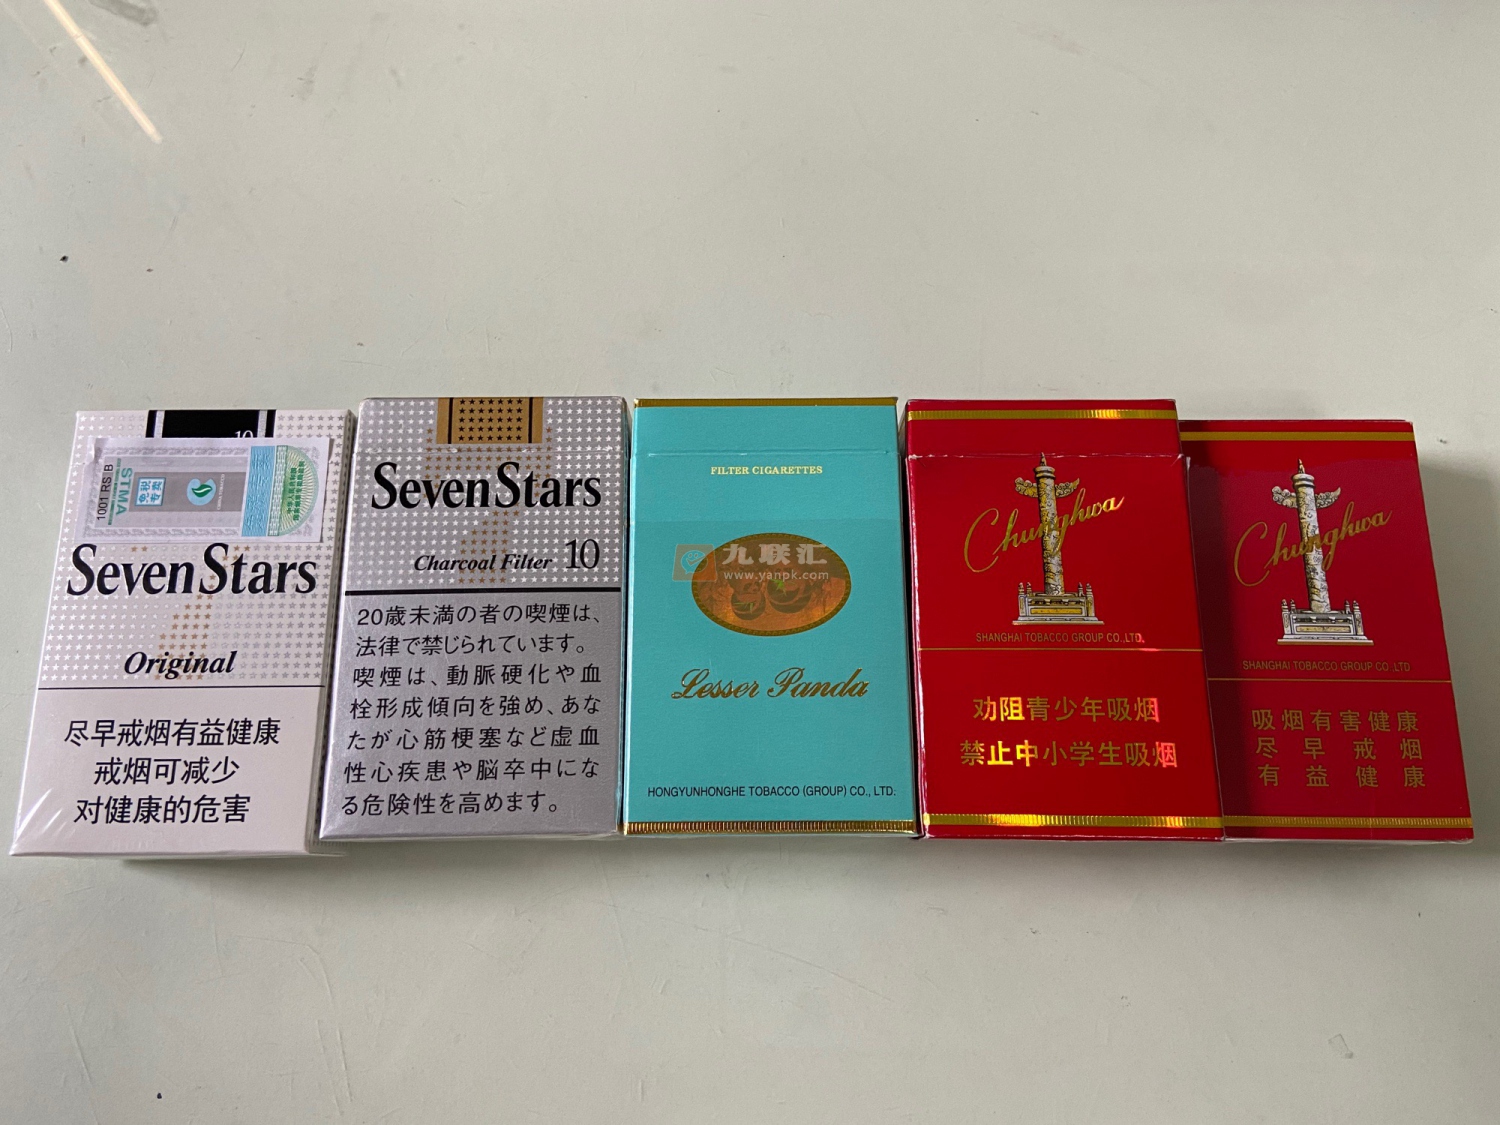 10
1001 RS B
STMA
免税
专卖
SevenStars
Original
尽早戒烟有益健康
戒烟可减少
对健康的危害
SevenStars
Charcoal Filter 10
20歳未満の者の喫煙は、
法律で禁じられています。
喫煙は、動脈硬化や血
栓形成傾向を強め、あな
たが心筋梗塞など虚血
性心疾患や脳卒中にな
る危険性を高めます。
FILTER CIGARETTES
九联汇
www.yanpk.com
Lesser Panda
HONGYUNHONGHE TOBACCO (GROUP) CO., LTD.
Chunghwa
SHANGHAI TOBACCO GROUP CO.,LTD.
劝阻青少年吸烟
禁止中小学生吸烟
Chunghwa
SHANGHAI TOBACCO GROUP CO.,LTD
吸烟有害健康
尽早戒烟
有益健康